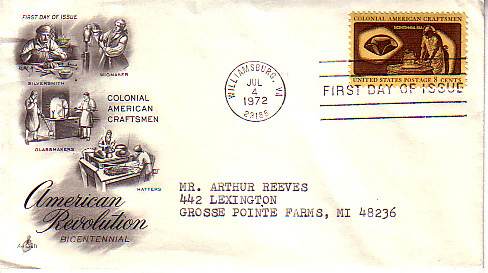 FIRST DAY OF ISSUE
SILVERSMITH
WIGMAKER
COLONIAL
AMERICAN
CRAFTSMEN
GLASSMAKERS
HATTERS
American
Revolution
BICENTENNIAL
WILLIAMSBURG, VA
JUL
4
1972
23185
COLONIAL AMERICAN CRAFTSMEN
BICENTENNIAL ERA
UNITED STATES POSTAGE 8 CENTS
FIRST DAY OF ISSUE
MR. ARTHUR REEVES
442 LEXINGTON
GROSSE POINTE FARMS, MI 48236